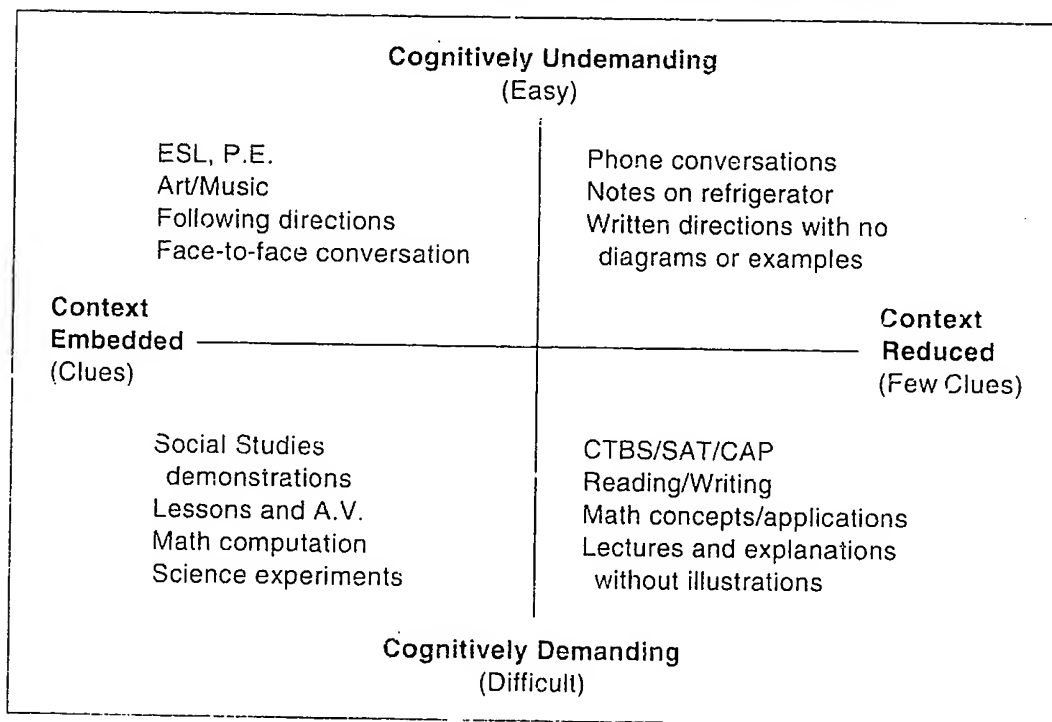 Cognitively Undemanding
(Easy)
ESL, P.E.
Art/Music
Following directions
Face-to-face conversation
Phone conversations
Notes on refrigerator
Written directions with no
diagrams or examples
Context
Embedded
(Clues)
Context
Reduced
(Few Clues)
Social Studies
demonstrations
Lessons and A.V.
Math computation
Science experiments
CTBS/SAT/CAP
Reading/Writing
Math concepts/applications
Lectures and explanations
without illustrations
Cognitively Demanding
(Difficult)